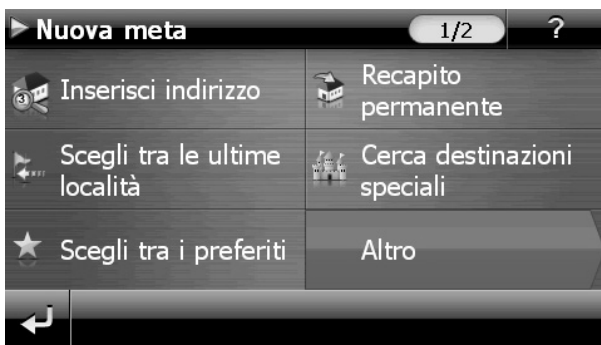 Nuova meta
1/2
?
Inserisci indirizzo
Recapito
permanente
Scegli tra le ultime
località
Cerca destinazioni
speciali
Scegli tra i preferiti
Altro